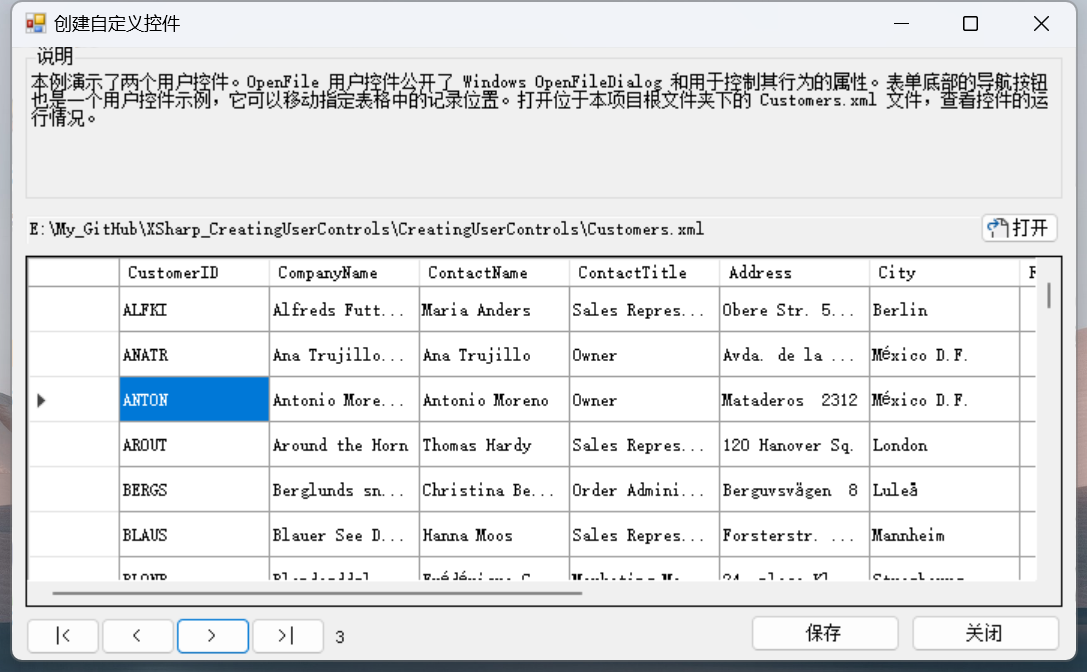 创建自定义控件
说明
本例演示了两个用户控件。OpenFile 用户控件公开了 Windows OpenFileDialog 和用于控制其行为的属性。表单底部的导航按钮
也是一个用户控件示例，它可以移动指定表格中的记录位置。打开位于本项目根文件夹下的 Customers.xml 文件，查看控件的运
行情况。
E:\My_GitHub\XSharp_CreatingUserControls\CreatingUserControls\Customers.xml 打开
CustomerID CompanyName ContactName ContactTitle Address City
ALFKI Alfreds Futt... Maria Anders Sales Repres... Obere Str. 5... Berlin
ANATR Ana Trujillo... Ana Trujillo Owner Avda. de la ... México D.F.
ANTON Antonio More... Antonio Moreno Owner Mataderos 2312 México D.F.
AROUT Around the Horn Thomas Hardy Sales Repres... 120 Hanover Sq. London
BERGS Berglunds sn... Christina Be... Order Admini... Berguvsvägen 8 Luleå
BLAUS Blauer See D... Hanna Moos Sales Repres... Forsterstr. ... Mannheim
|< < > >| 3 保存 关闭